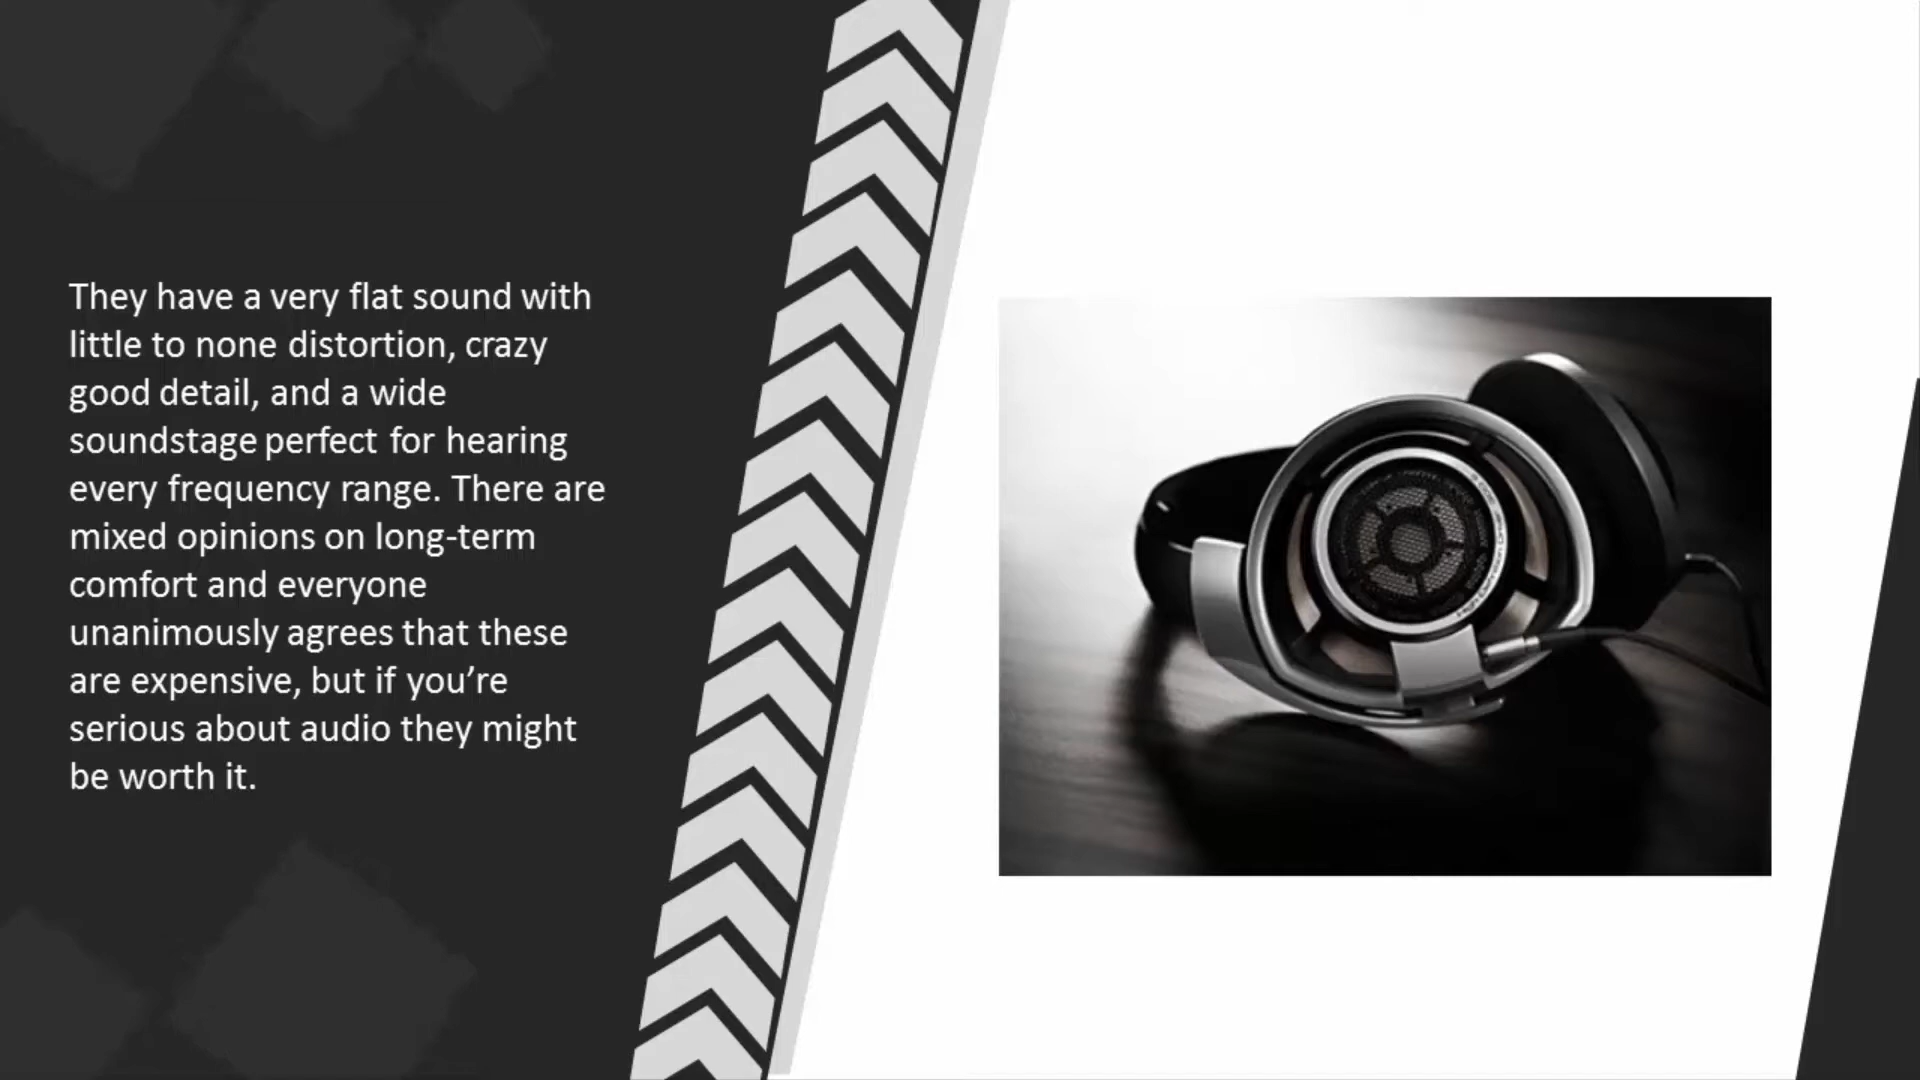 They have a very flat sound with
little to none distortion, crazy
good detail, and a wide
soundstage perfect for hearing
every frequency range. There are
mixed opinions on long-term
comfort and everyone
unanimously agrees that these
are expensive, but if you’re
serious about audio they might
be worth it.